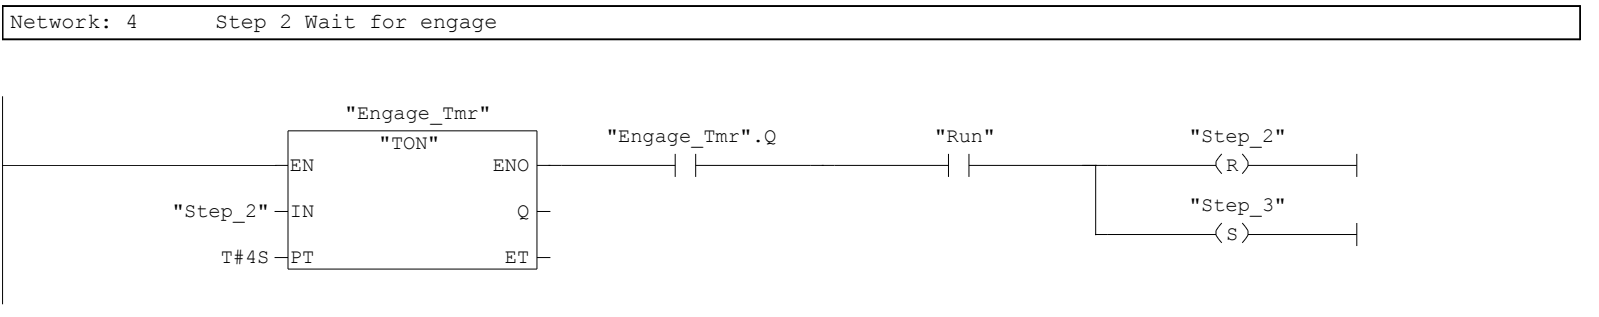 Network: 4 Step 2 Wait for engage
"Engage_Tmr"
"TON"
"Engage_Tmr".Q
"Run"
"Step_2"
EN
ENO
R
"Step_2"
IN
Q
"Step_3"
S
T#4S
PT
ET